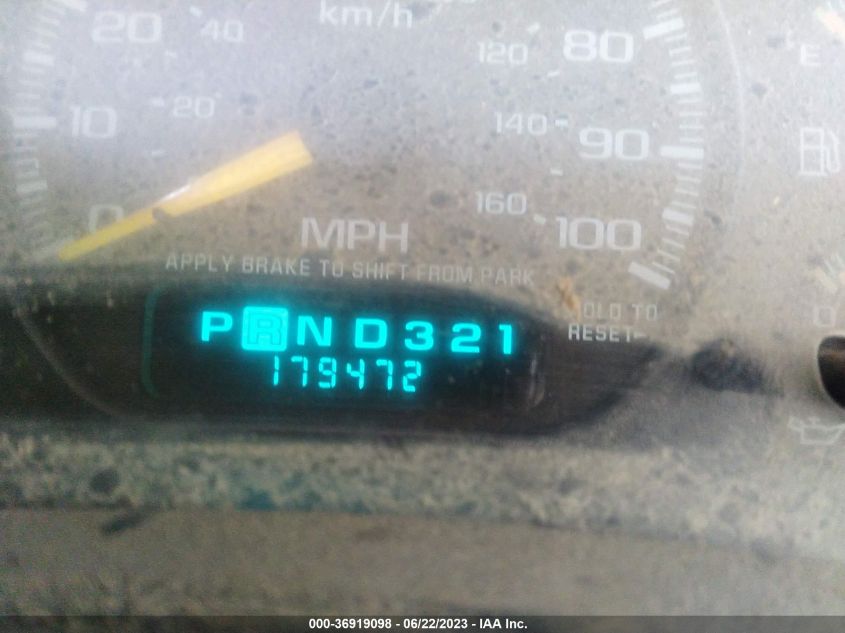 km/h
20 40 120 80
E
10 20 140 90
0 160 100
MPH
APPLY BRAKE TO SHIFT FROM PARK
HOLD TO
RESET
P R N D 3 2 1
179472
000-36919098 - 06/22/2023 - IAA Inc.